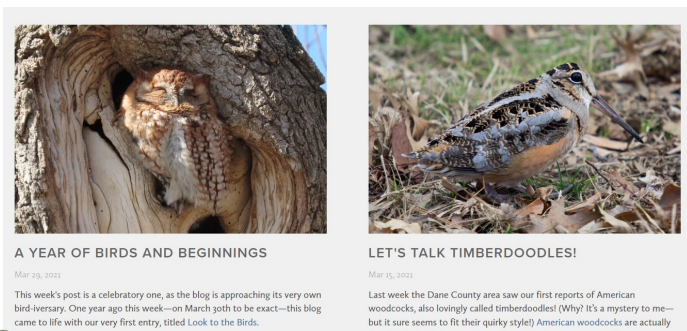 A YEAR OF BIRDS AND BEGINNINGS
Mar 29, 2021
This week's post is a celebratory one, as the blog is approaching its very own
bird-iversary. One year ago this week—on March 30th to be exact—this blog
came to life with our very first entry, titled Look to the Birds.
LET'S TALK TIMBERDOODLES!
Mar 15, 2021
Last week the Dane County area saw our first reports of American
woodcocks, also lovingly called timberdoodles! (Why? It's a mystery to me—
but it sure seems to fit their quirky style!) American woodcocks are actually